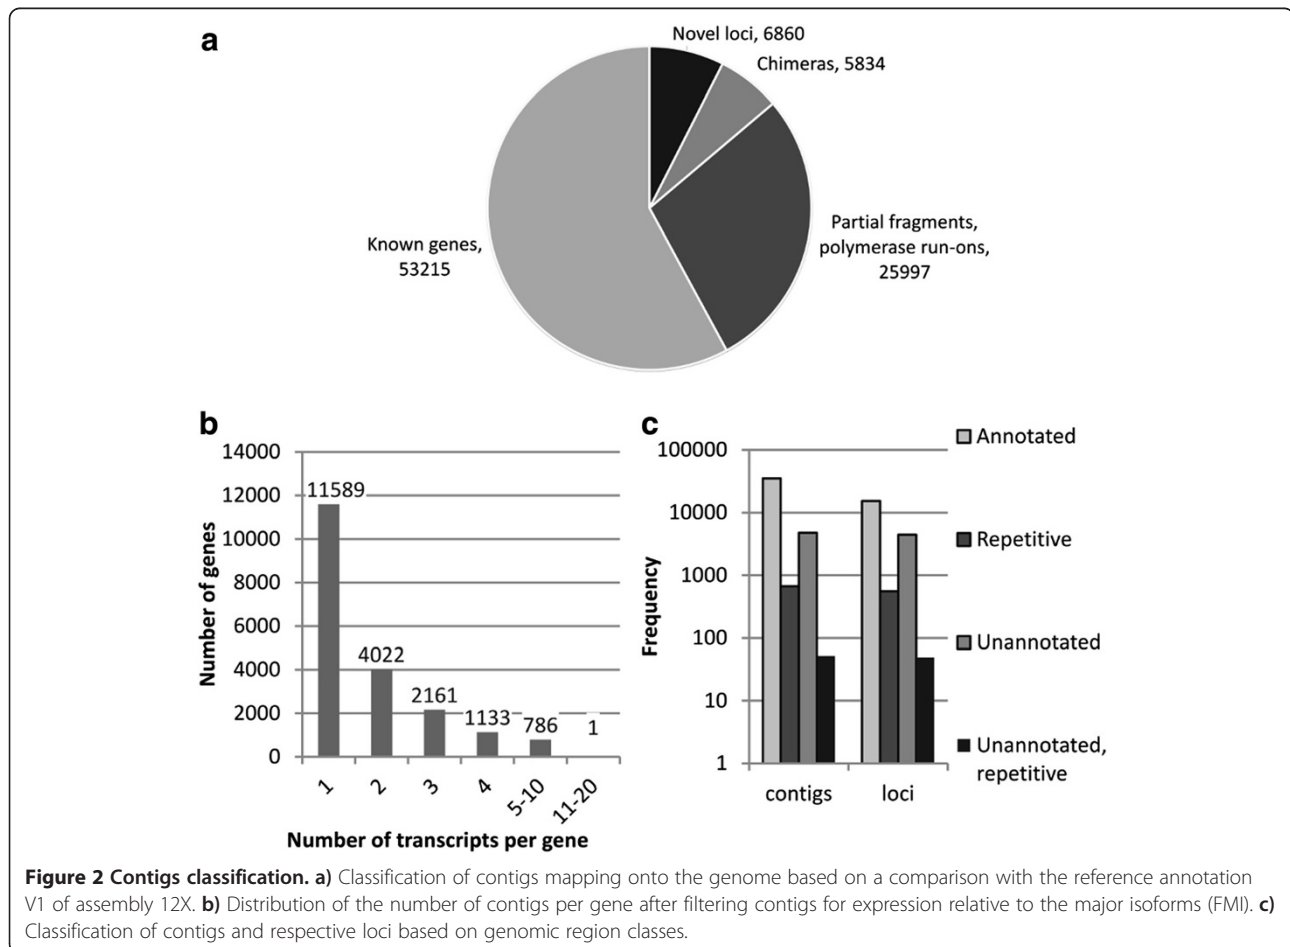 a
Novel loci, 6860
Chimeras, 5834
Partial fragments,
polymerase run-ons,
25997
Known genes,
53215
b
Number of genes
14000
12000
10000
8000
6000
4000
2000
0
11589
4022
2161
1133
786
1
1
2
3
4
5-10
11-20
Number of transcripts per gene
c
Frequency
100000
10000
1000
100
10
1
contigs
loci
Annotated
Repetitive
Unannotated
Unannotated,
repetitive
Figure 2 Contigs classification. a) Classification of contigs mapping onto the genome based on a comparison with the reference annotation
V1 of assembly 12X. b) Distribution of the number of contigs per gene after filtering contigs for expression relative to the major isoforms (FMI). c)
Classification of contigs and respective loci based on genomic region classes.